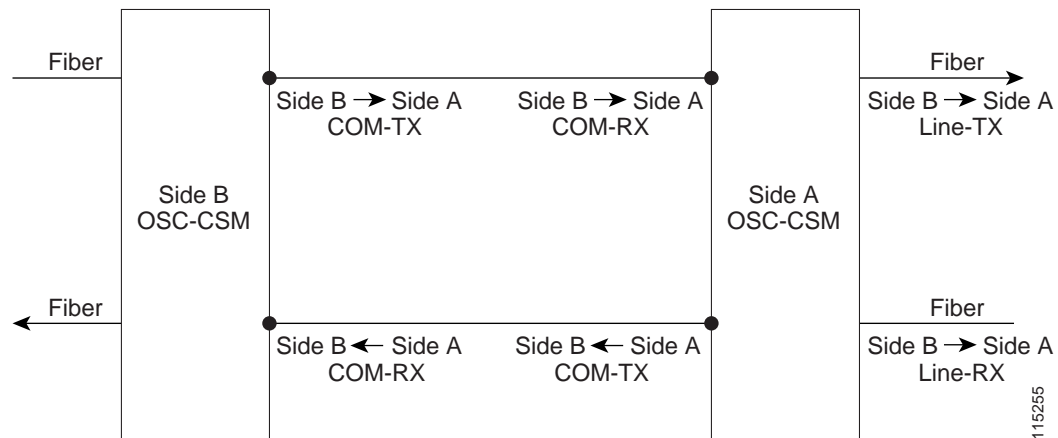 Fiber
Fiber
Side B → Side A
COM-TX
Side B → Side A
COM-RX
Side B → Side A
Line-TX
Side B
OSC-CSM
Side A
OSC-CSM
Fiber
Fiber
Side B ← Side A
COM-RX
Side B ← Side A
COM-TX
Side B → Side A
Line-RX
115255